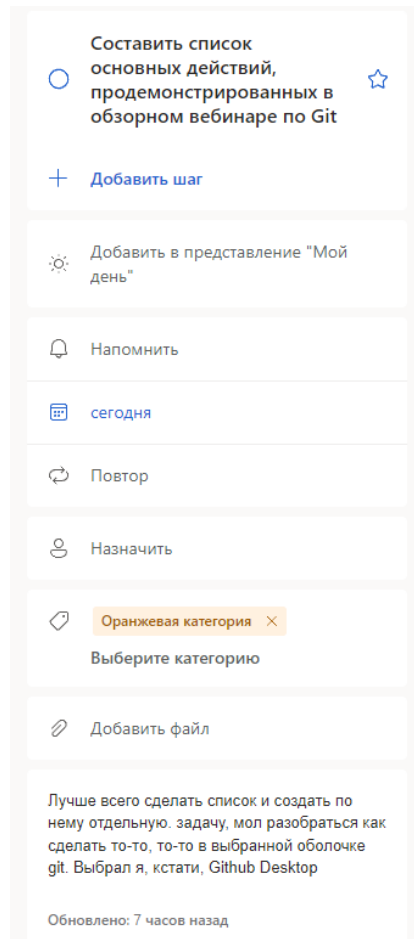 Составить список
основных действий,
продемонстрированных в
обзорном вебинаре по Git
Добавить шаг
Добавить в представление "Мой
день"
Напомнить
сегодня
Повтор
Назначить
Оранжевая категория ×
Выберите категорию
Добавить файл
Лучше всего сделать список и создать по
нему отдельную. задачу, мол разобраться как
сделать то-то, то-то в выбранной оболочке
git. Выбрал я, кстати, Github Desktop
Обновлено: 7 часов назад